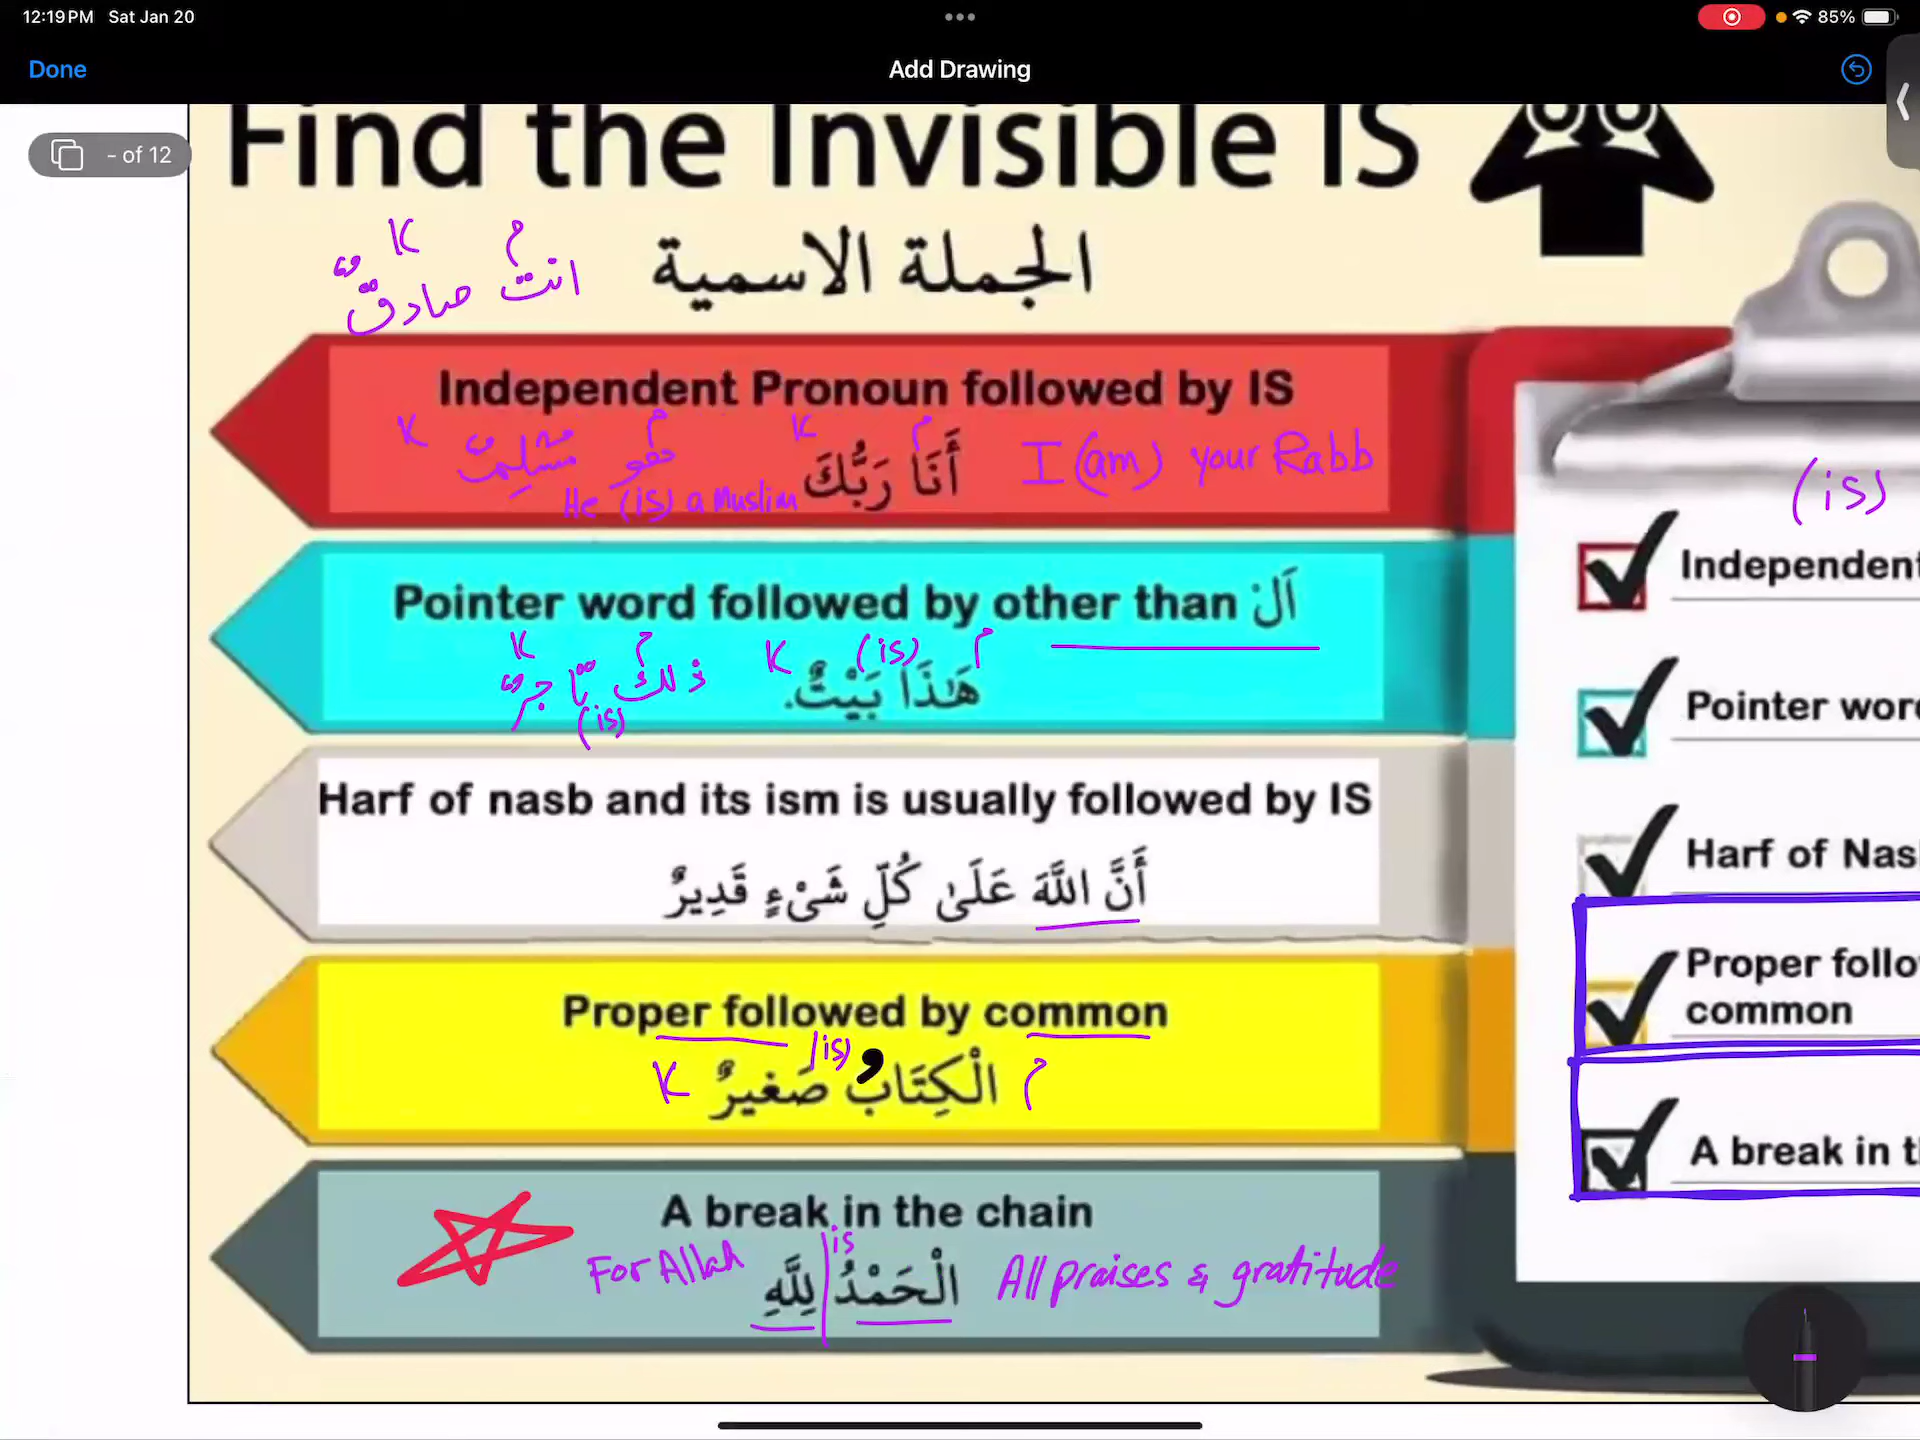 12:19 PM Sat Jan 20
85%
Done
Add Drawing
- of 12
Find the Invisible IS
الجملة الاسمية
K م
انت صادقٌ
Independent Pronoun followed by IS
K م K م
أَنَا رَبُّكَ
I (am) your Rabb
He (is) a Muslim
Pointer word followed by other than اَلْ
K م K (is) م
هَٰذَا بَيْتٌ.
ذلك تاجرٌ
(is)
Harf of nasb and its ism is usually followed by IS
أَنَّ اللَّهَ عَلَىٰ كُلِّ شَىْءٍ قَدِيرٌ
Proper followed by common
(is)
م الْكِتَابُ صَغيرٌ K
A break in the chain
is
All praises & gratitude الْحَمْدُ لِلَّهِ For Allah
(is)
Independent
Pointer word
Harf of Nas
Proper follo
common
A break in t